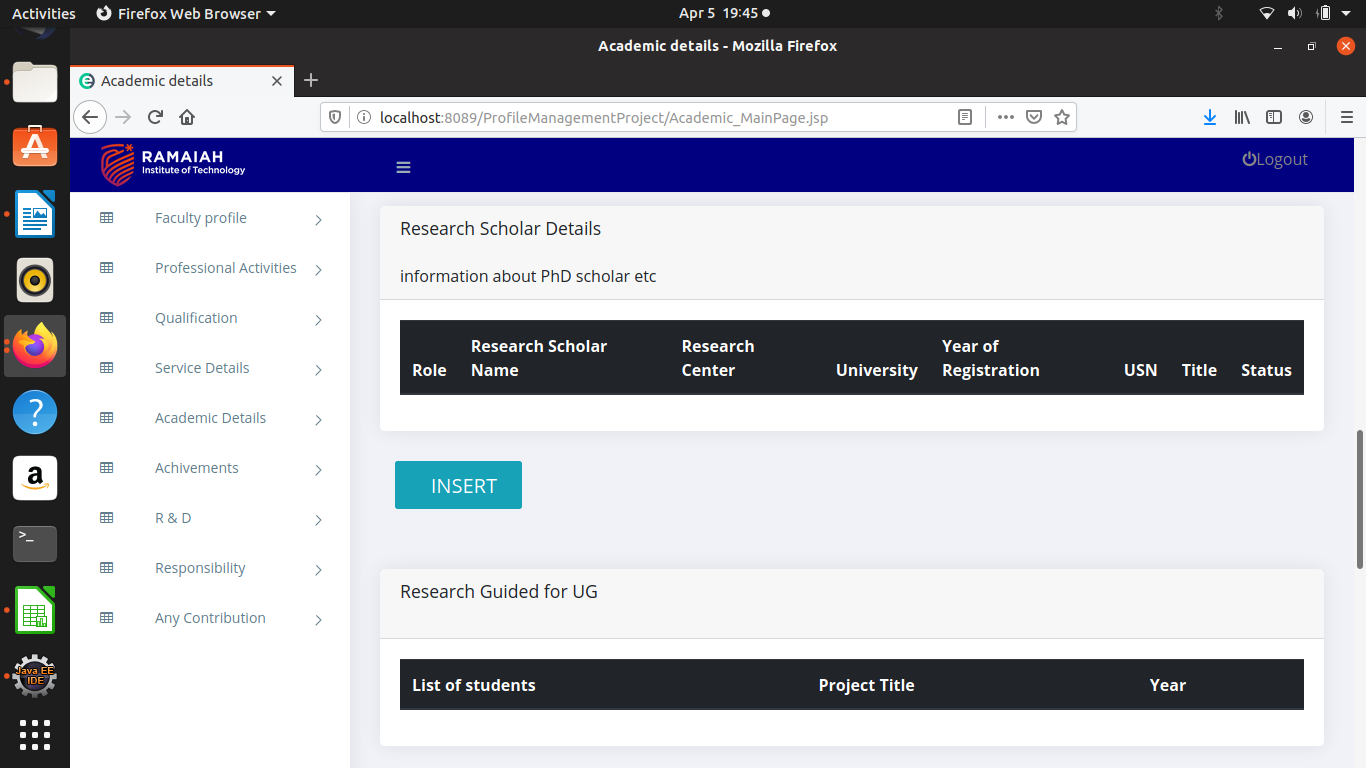 Activities Firefox Web Browser Apr 5 19:45
Academic details - Mozilla Firefox
Academic details
localhost:8089/ProfileManagementProject/Academic_MainPage.jsp
RAMAIAH
Institute of Technology
Logout
Faculty profile
Professional Activities
Qualification
Service Details
Academic Details
Achivements
R & D
Responsibility
Any Contribution
Research Scholar Details
information about PhD scholar etc
Role Research Scholar Name Research Center University Year of Registration USN Title Status
INSERT
Research Guided for UG
List of students Project Title Year
a
>_
Java EE
IDE